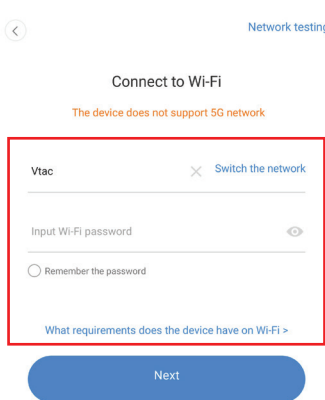 Network testing
Connect to Wi-Fi
The device does not support 5G network
Vtac
Switch the network
Input Wi-Fi password
Remember the password
What requirements does the device have on Wi-Fi >
Next